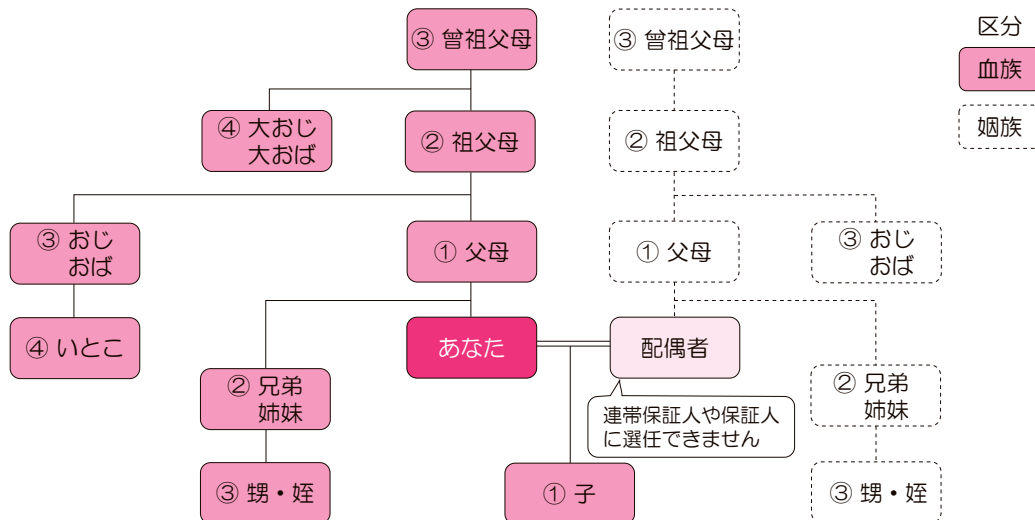 ③ 曾祖父母
③ 曾祖父母
区分
血族
姻族
④ 大おじ
大おば
② 祖父母
② 祖父母
③ おじ
おば
① 父母
① 父母
③ おじ
おば
④ いとこ
あなた
配偶者
② 兄弟
姉妹
連帯保証人や保証人
に選任できません
② 兄弟
姉妹
③ 甥・姪
① 子
③ 甥・姪